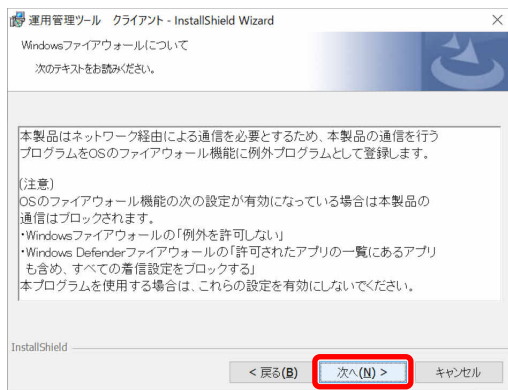 運用管理ツール　クライアント - InstallShield Wizard
Windowsファイアウォールについて
次のテキストをお読みください。
本製品はネットワーク経由による通信を必要とするため、本製品の通信を行う
プログラムをOSのファイアウォール機能に例外プログラムとして登録します。
(注意)
OSのファイアウォール機能の次の設定が有効になっている場合は本製品の
通信はブロックされます。
・Windowsファイアウォールの「例外を許可しない」
・Windows Defenderファイアウォールの「許可されたアプリの一覧にあるアプリ
も含め、すべての着信設定をブロックする」
本プログラムを使用する場合は、これらの設定を有効にしないでください。
InstallShield
< 戻る(B) 次へ(N) > キャンセル